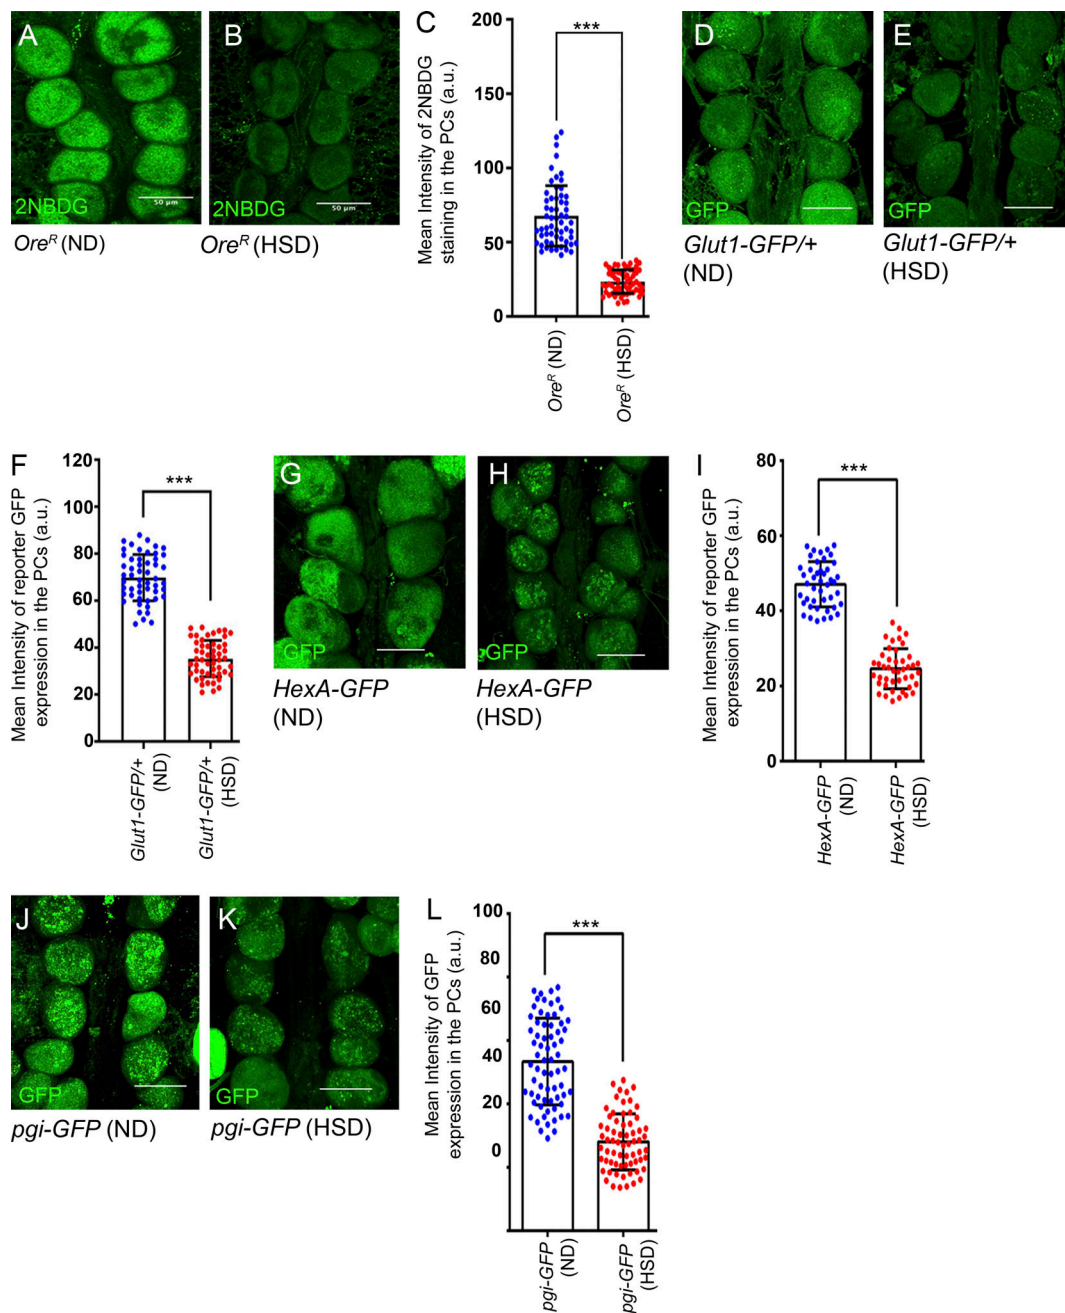 A
2NBDG
50 µm
Ore^R (ND)
B
2NBDG
50 µm
Ore^R (HSD)
C
Mean Intensity of 2NBDG
staining in the PCs (a.u.)
200
150
100
50
0
***
Ore^R (ND)
Ore^R (HSD)
D
GFP
Glut1-GFP/+
(ND)
E
GFP
Glut1-GFP/+
(HSD)
F
Mean Intensity of reporter GFP
expression in the PCs (a.u.)
120
100
80
60
40
20
0
***
Glut1-GFP/+
(ND)
Glut1-GFP/+
(HSD)
G
GFP
HexA-GFP
(ND)
H
GFP
HexA-GFP
(HSD)
I
Mean Intensity of reporter GFP
expression in the PCs (a.u.)
80
60
40
20
0
***
HexA-GFP
(ND)
HexA-GFP
(HSD)
J
GFP
pgi-GFP (ND)
K
GFP
pgi-GFP (HSD)
L
Mean Intensity of GFP
expression in the PCs (a.u.)
100
80
60
40
20
0
***
pgi-GFP
(ND)
pgi-GFP
(HSD)